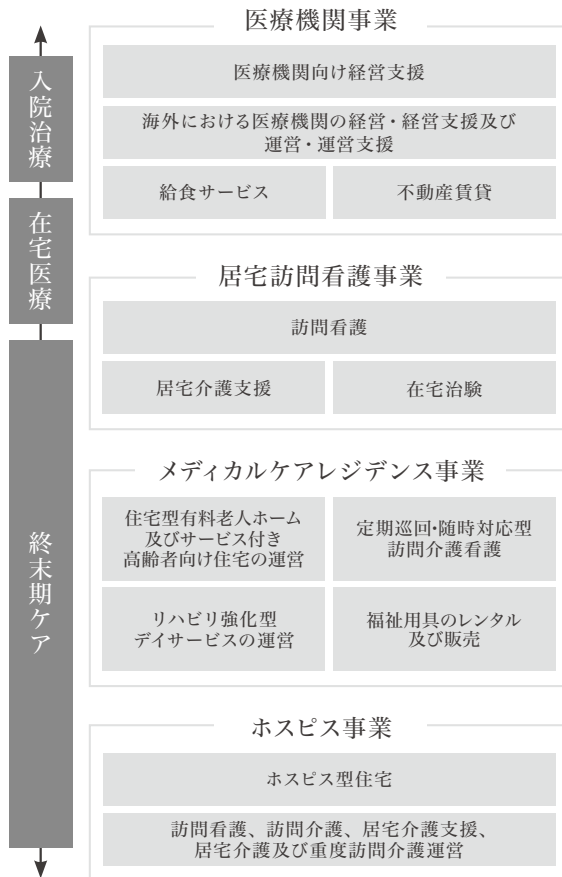 入院治療
在宅医療
終末期ケア
医療機関事業
医療機関向け経営支援
海外における医療機関の経営・経営支援及び
運営・運営支援
給食サービス
不動産賃貸
居宅訪問看護事業
訪問看護
居宅介護支援
在宅治験
メディカルケアレジデンス事業
住宅型有料老人ホーム
及びサービス付き
高齢者向け住宅の運営
定期巡回・随時対応型
訪問介護看護
リハビリ強化型
デイサービスの運営
福祉用具のレンタル
及び販売
ホスピス事業
ホスピス型住宅
訪問看護、訪問介護、居宅介護支援、
居宅介護及び重度訪問介護運営